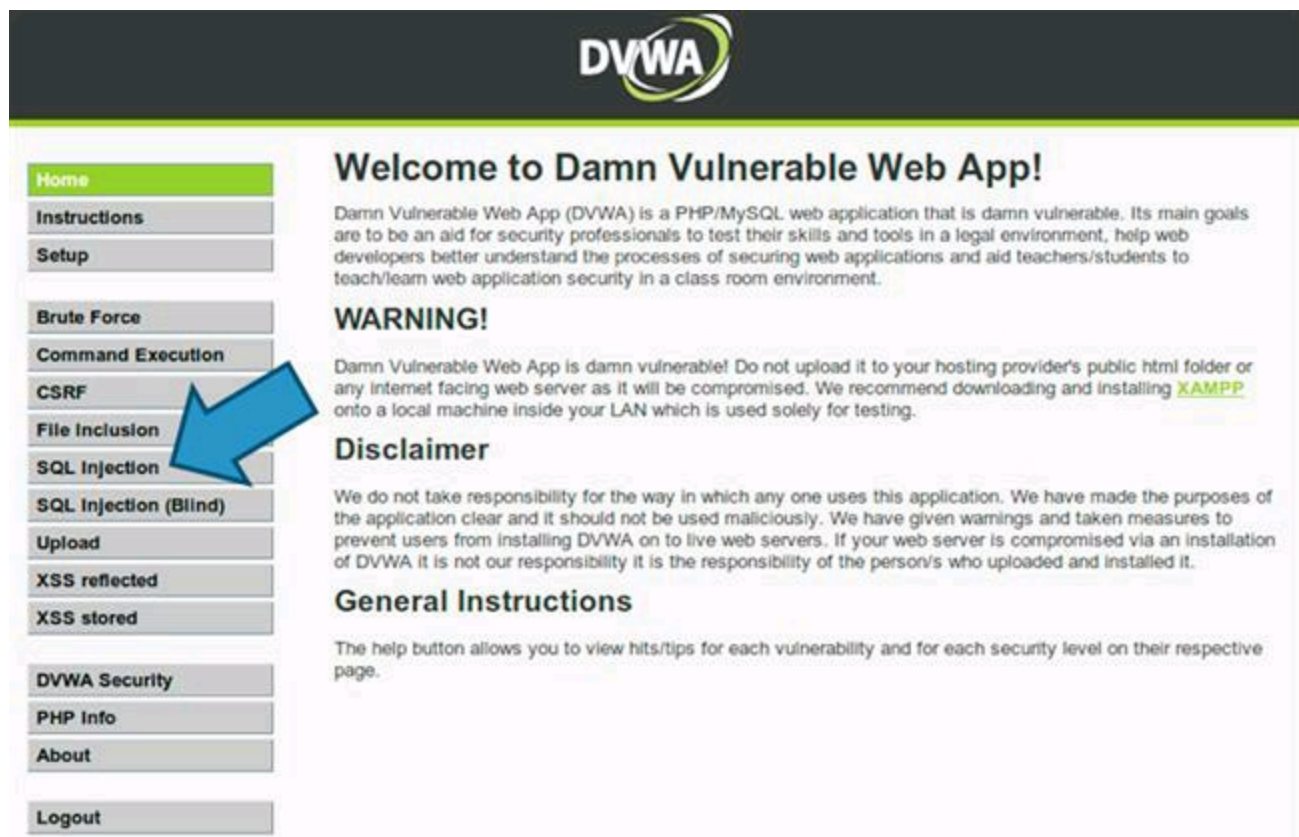 DVWA
Home
Instructions
Setup
Brute Force
Command Execution
CSRF
File Inclusion
SQL Injection
SQL Injection (Blind)
Upload
XSS reflected
XSS stored
DVWA Security
PHP Info
About
Logout
Welcome to Damn Vulnerable Web App!
Damn Vulnerable Web App (DVWA) is a PHP/MySQL web application that is damn vulnerable. Its main goals
are to be an aid for security professionals to test their skills and tools in a legal environment, help web
developers better understand the processes of securing web applications and aid teachers/students to
teach/learn web application security in a class room environment.
WARNING!
Damn Vulnerable Web App is damn vulnerable! Do not upload it to your hosting provider's public html folder or
any internet facing web server as it will be compromised. We recommend downloading and installing XAMPP
onto a local machine inside your LAN which is used solely for testing.
Disclaimer
We do not take responsibility for the way in which any one uses this application. We have made the purposes of
the application clear and it should not be used maliciously. We have given warnings and taken measures to
prevent users from installing DVWA on to live web servers. If your web server is compromised via an installation
of DVWA it is not our responsibility it is the responsibility of the person/s who uploaded and installed it.
General Instructions
The help button allows you to view hits/tips for each vulnerability and for each security level on their respective
page.